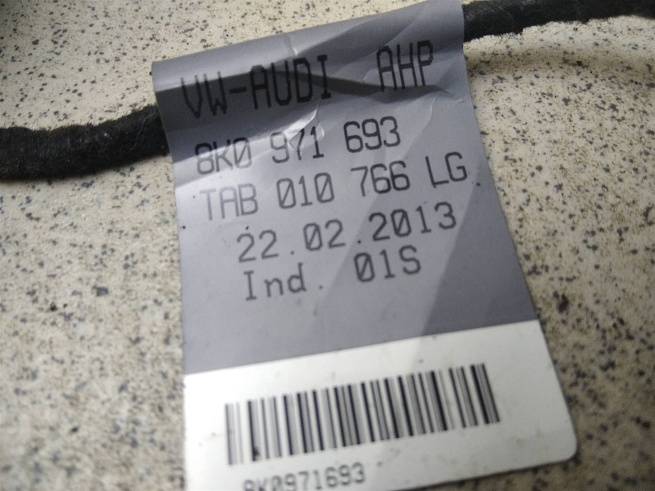 VW-AUDI AHP
8K0 971 693
TAB 010 766 LG
22.02.2013
Ind. 01S
8K0971693